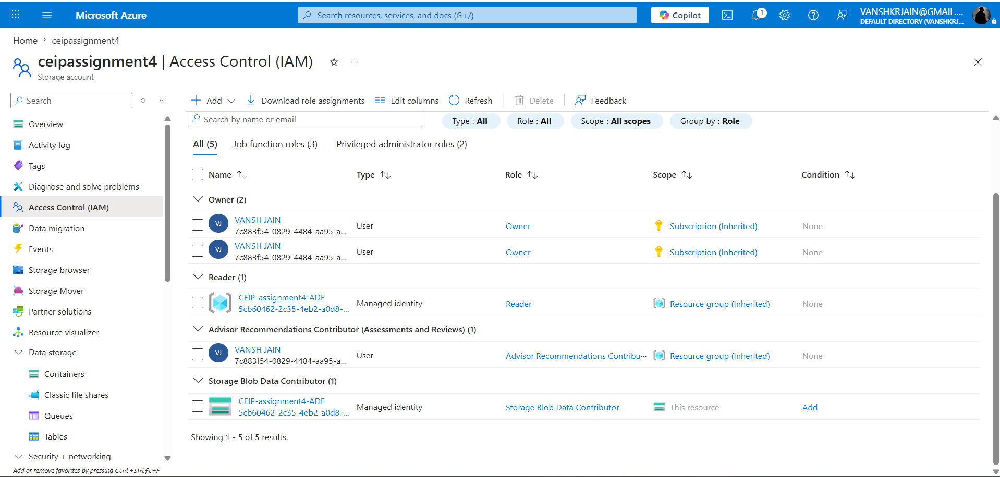 Microsoft Azure
Search resources, services, and docs (G+/)
Copilot
1
VANSHKRJAIN@GMAIL....
DEFAULT DIRECTORY (VANSHKRJ...
Home > ceipassignment4
ceipassignment4 | Access Control (IAM)
Storage account
Search
Add
Download role assignments
Edit columns
Refresh
Delete
Feedback
Search by name or email
Type : All
Role : All
Scope : All scopes
Group by : Role
All (5)
Job function roles (3)
Privileged administrator roles (2)
Overview
Activity log
Tags
Diagnose and solve problems
Access Control (IAM)
Data migration
Events
Storage browser
Storage Mover
Partner solutions
Resource visualizer
Data storage
Containers
Classic file shares
Queues
Tables
Security + networking
Add or remove favorites by pressing Ctrl+Shift+F
Name Type Role Scope Condition
Owner (2)
VJ
VANSH JAIN
7c883f54-0829-4484-aa95-a...
User Owner Subscription (Inherited) None
VJ
VANSH JAIN
7c883f54-0829-4484-aa95-a...
User Owner Subscription (Inherited) None
Reader (1)
CEIP-assignment4-ADF
5cb60462-2c35-4eb2-a0d8-...
Managed identity Reader Resource group (Inherited) None
Advisor Recommendations Contributor (Assessments and Reviews) (1)
VJ
VANSH JAIN
7c883f54-0829-4484-aa95-a...
User Advisor Recommendations Contribu... Resource group (Inherited) None
Storage Blob Data Contributor (1)
CEIP-assignment4-ADF
5cb60462-2c35-4eb2-a0d8-...
Managed identity Storage Blob Data Contributor This resource Add
Showing 1 - 5 of 5 results.